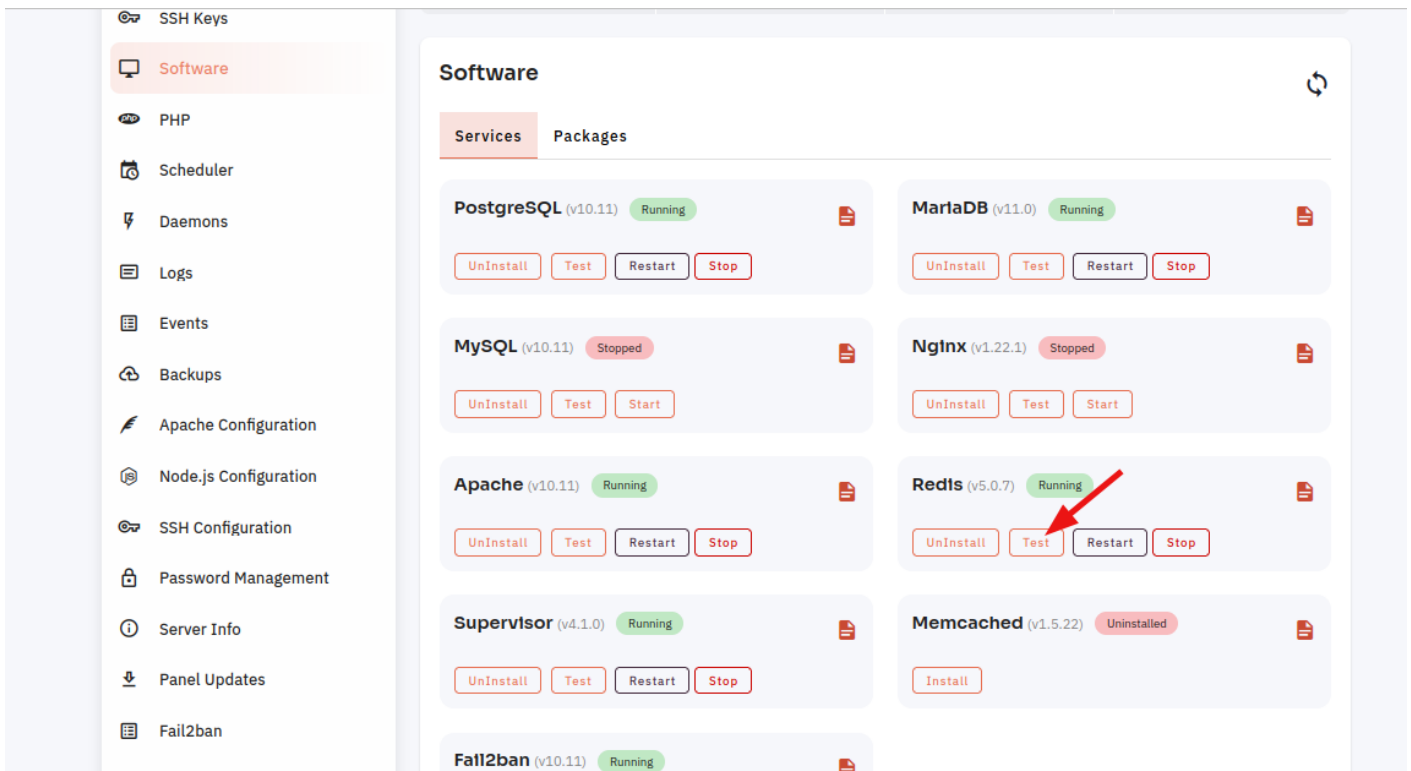 SSH Keys
Software
PHP
Scheduler
Daemons
Logs
Events
Backups
Apache Configuration
Node.js Configuration
SSH Configuration
Password Management
Server Info
Panel Updates
Fail2ban
Software
Services Packages
PostgreSQL (v10.11) Running
UnInstall Test Restart Stop
MariaDB (v11.0) Running
UnInstall Test Restart Stop
MySQL (v10.11) Stopped
UnInstall Test Start
Nginx (v1.22.1) Stopped
UnInstall Test Start
Apache (v10.11) Running
UnInstall Test Restart Stop
Redis (v5.0.7) Running
UnInstall Test Restart Stop
Supervisor (v4.1.0) Running
UnInstall Test Restart Stop
Memcached (v1.5.22) Uninstalled
Install
Fail2ban (v10.11) Running